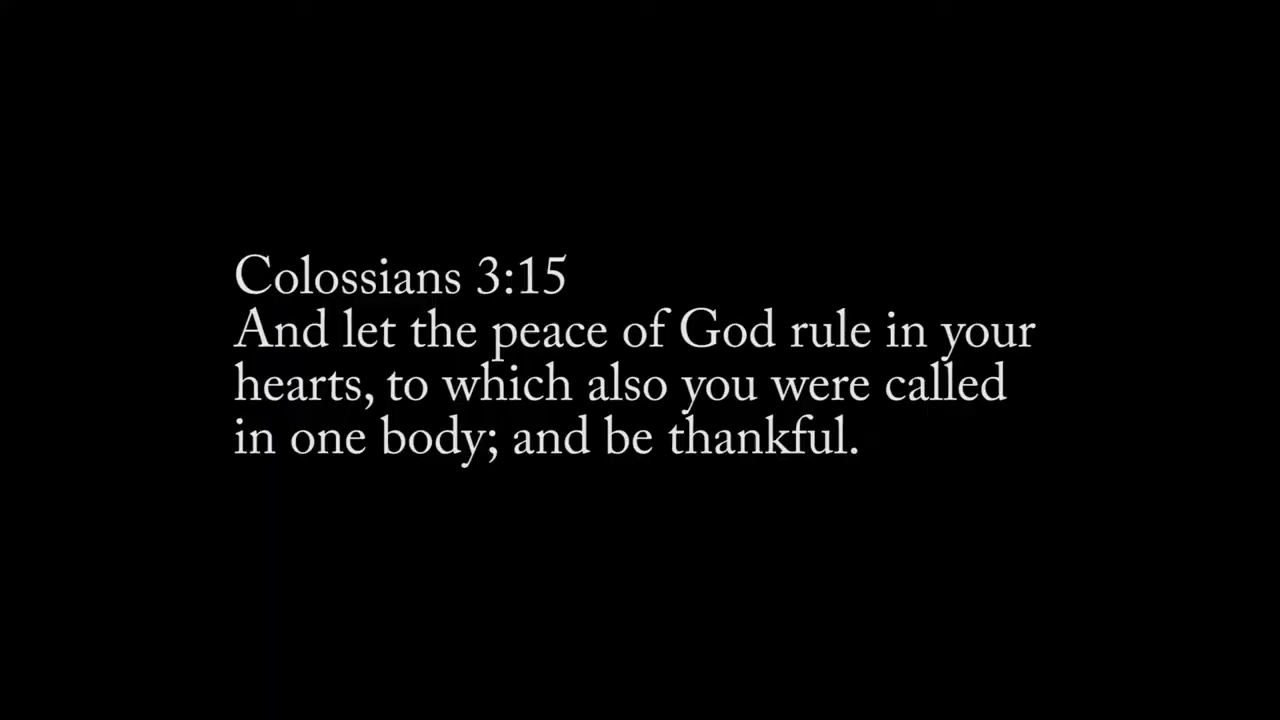 Colossians 3:15
And let the peace of God rule in your
hearts, to which also you were called
in one body; and be thankful.